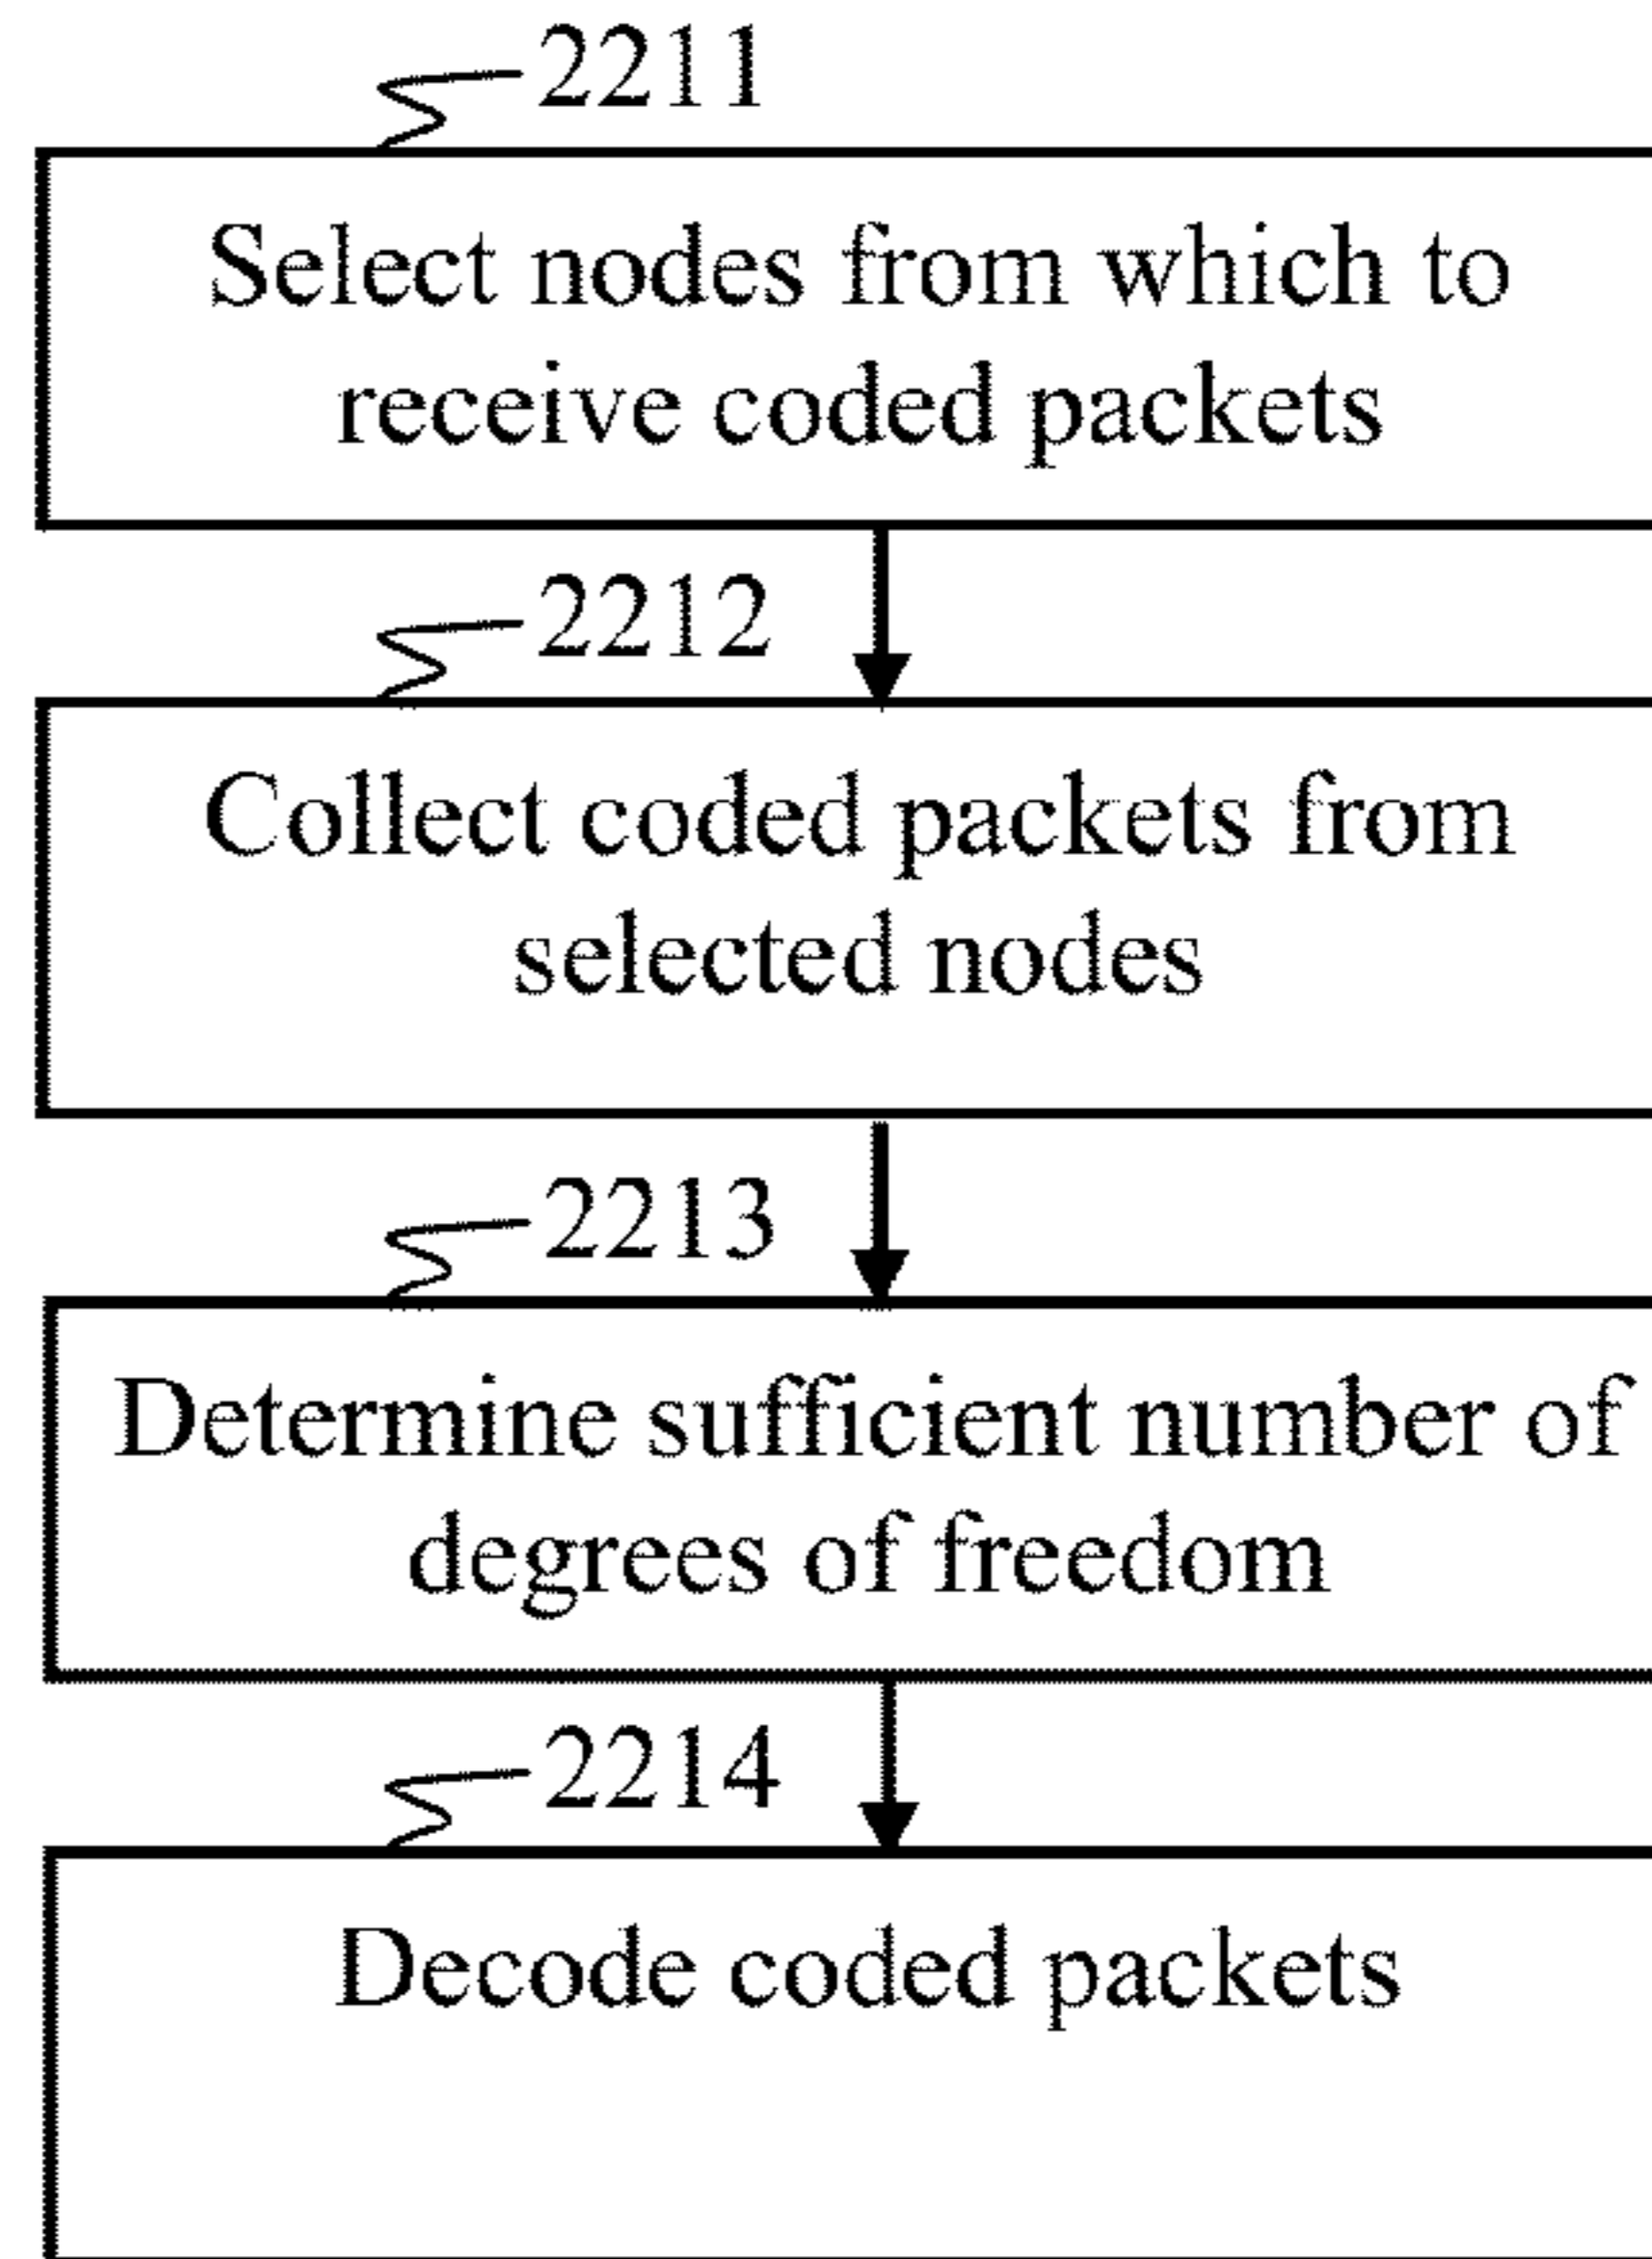 2211
Select nodes from which to
receive coded packets
2212
Collect coded packets from
selected nodes
2213
Determine sufficient number of
degrees of freedom
2214
Decode coded packets